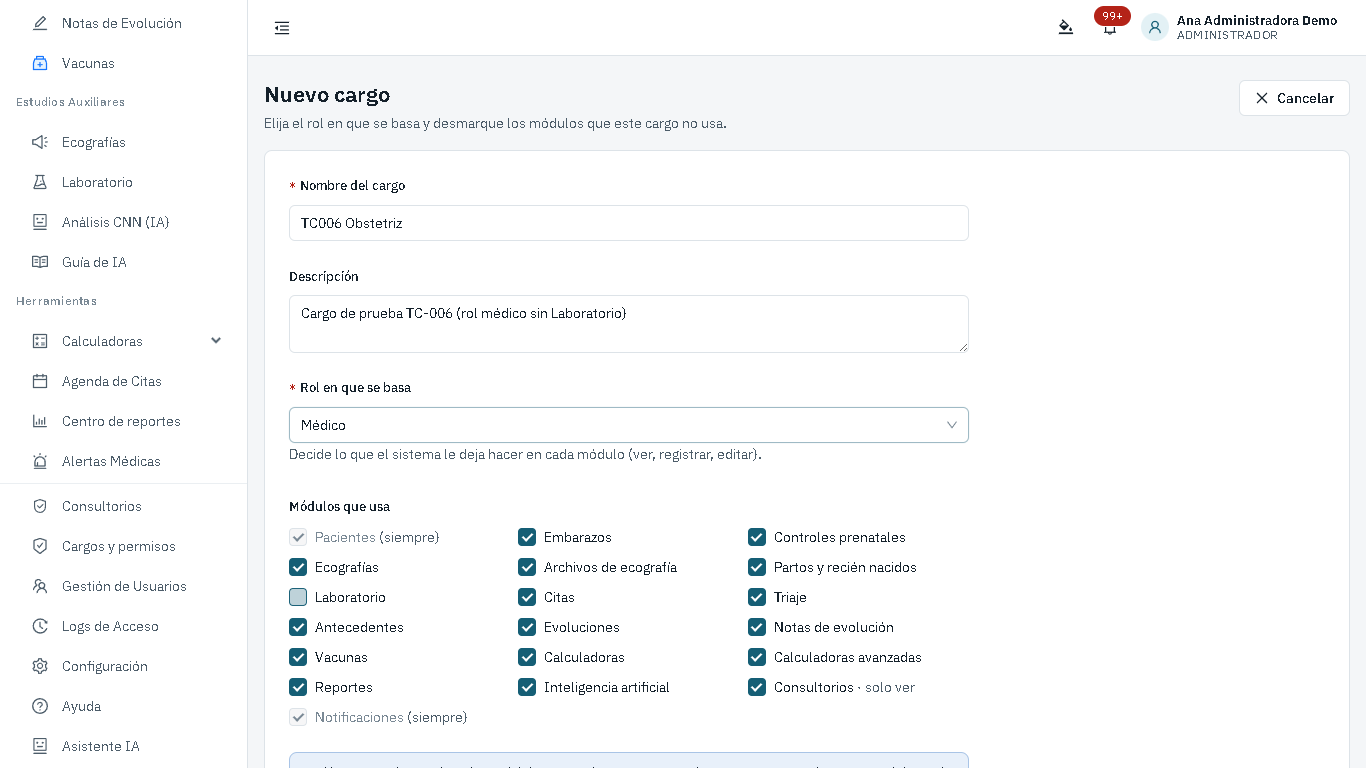 Notas de Evolución
Vacunas
Estudios Auxiliares
Ecografías
Laboratorio
Análisis CNN (IA)
Guía de IA
Herramientas
Calculadoras
Agenda de Citas
Centro de reportes
Alertas Médicas
Consultorios
Cargos y permisos
Gestión de Usuarios
Logs de Acceso
Configuración
Ayuda
Asistente IA
99+
Ana Administradora Demo
ADMINISTRADOR
Nuevo cargo
Elija el rol en que se basa y desmarque los módulos que este cargo no usa.
Cancelar
* Nombre del cargo
TC006 Obstetriz
Descripción
Cargo de prueba TC-006 (rol médico sin Laboratorio)
* Rol en que se basa
Médico
Decide lo que el sistema le deja hacer en cada módulo (ver, registrar, editar).
Módulos que usa
Pacientes (siempre) Embarazos Controles prenatales
Ecografías Archivos de ecografía Partos y recién nacidos
Laboratorio Citas Triaje
Antecedentes Evoluciones Notas de evolución
Vacunas Calculadoras Calculadoras avanzadas
Reportes Inteligencia artificial Consultorios · solo ver
Notificaciones (siempre)